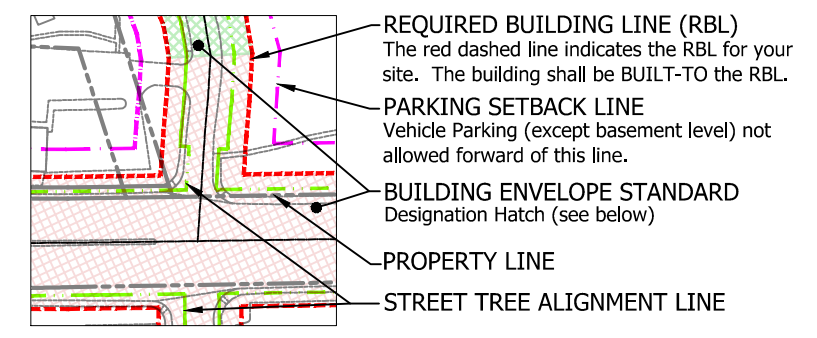 REQUIRED BUILDING LINE (RBL)
The red dashed line indicates the RBL for your
site. The building shall be BUILT-TO the RBL.
PARKING SETBACK LINE
Vehicle Parking (except basement level) not
allowed forward of this line.
BUILDING ENVELOPE STANDARD
Designation Hatch (see below)
PROPERTY LINE
STREET TREE ALIGNMENT LINE